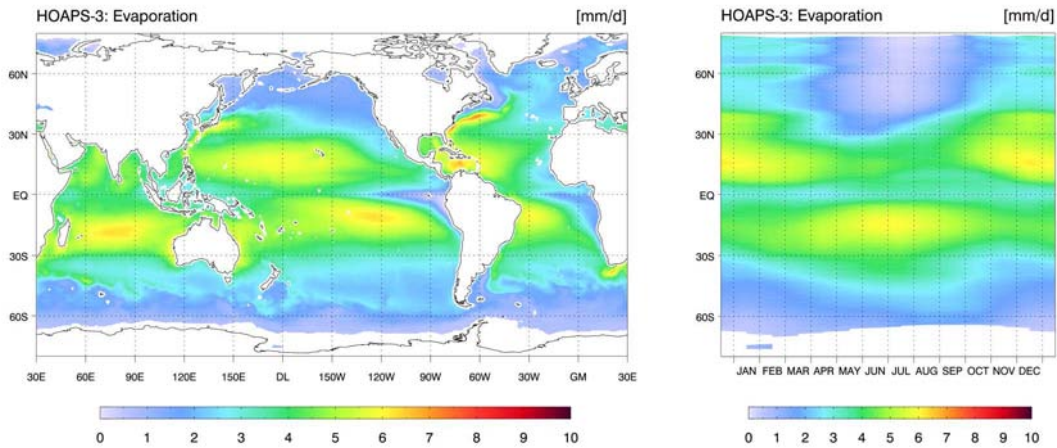 HOAPS-3: Evaporation [mm/d]
60N
30N
EQ
30S
60S
30E 60E 90E 120E 150E DL 150W 120W 90W 60W 30W GM 30E
0 1 2 3 4 5 6 7 8 9 10
HOAPS-3: Evaporation [mm/d]
60N
30N
EQ
30S
60S
JAN FEB MAR APR MAY JUN JUL AUG SEP OCT NOV DEC
0 1 2 3 4 5 6 7 8 9 10